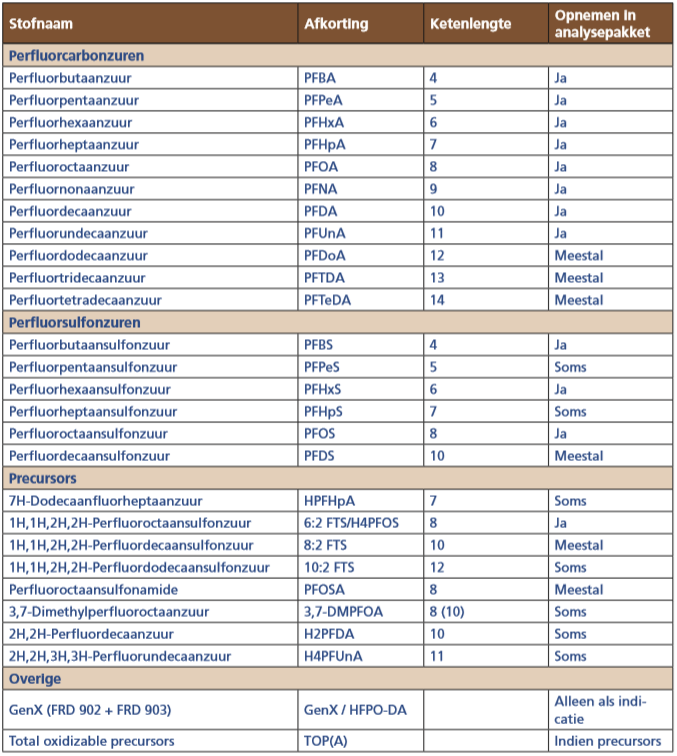 Stofnaam Afkorting Ketenlengte Opnemen in analysepakket
Perfluorcarbonzuren
Perfluorbutaanzuur PFBA 4 Ja
Perfluorpentaanzuur PFPeA 5 Ja
Perfluorhexaanzuur PFHxA 6 Ja
Perfluorheptaanzuur PFHpA 7 Ja
Perfluoroctaanzuur PFOA 8 Ja
Perfluornonaanzuur PFNA 9 Ja
Perfluordecaanzuur PFDA 10 Ja
Perfluorundecaanzuur PFUnA 11 Ja
Perfluordodecaanzuur PFDoA 12 Meestal
Perfluortridecaanzuur PFTDA 13 Meestal
Perfluortetradecaanzuur PFTeDA 14 Meestal
Perfluorsulfonzuren
Perfluorbutaansulfonzuur PFBS 4 Ja
Perfluorpentaansulfonzuur PFPeS 5 Soms
Perfluorhexaansulfonzuur PFHxS 6 Ja
Perfluorheptaansulfonzuur PFHpS 7 Soms
Perfluoroctaansulfonzuur PFOS 8 Ja
Perfluordecaansulfonzuur PFDS 10 Meestal
Precursors
7H-Dodecaanfluorheptaanzuur HPFHpA 7 Soms
1H,1H,2H,2H-Perfluoroctaansulfonzuur 6:2 FTS/H4PFOS 8 Ja
1H,1H,2H,2H-Perfluordecaansulfonzuur 8:2 FTS 10 Meestal
1H,1H,2H,2H-Perfluordodecaansulfonzuur 10:2 FTS 12 Soms
Perfluoroctaansulfonamide PFOSA 8 Meestal
3,7-Dimethylperfluoroctaanzuur 3,7-DMPFOA 8 (10) Soms
2H,2H-Perfluordecaanzuur H2PFDA 10 Soms
2H,2H,3H,3H-Perfluorundecaanzuur H4PFUnA 11 Soms
Overige
GenX (FRD 902 + FRD 903) GenX / HFPO-DA Alleen als indi-
catie
Total oxidizable precursors TOP(A) Indien precursors